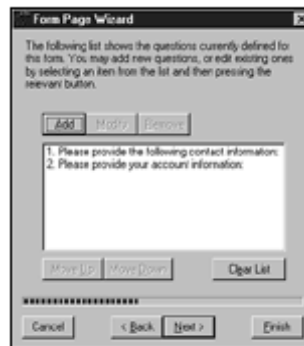 Form Page Wizard
The following list shows the questions currently defined for
this form. You may add new questions, or edit existing ones
by selecting an item from the list and then pressing the
relevant button.
Add Modify Remove
1. Please provide the following contact information:
2. Please provide your account information:
Move Up Move Down Clear List
Cancel < Back Next > Finish